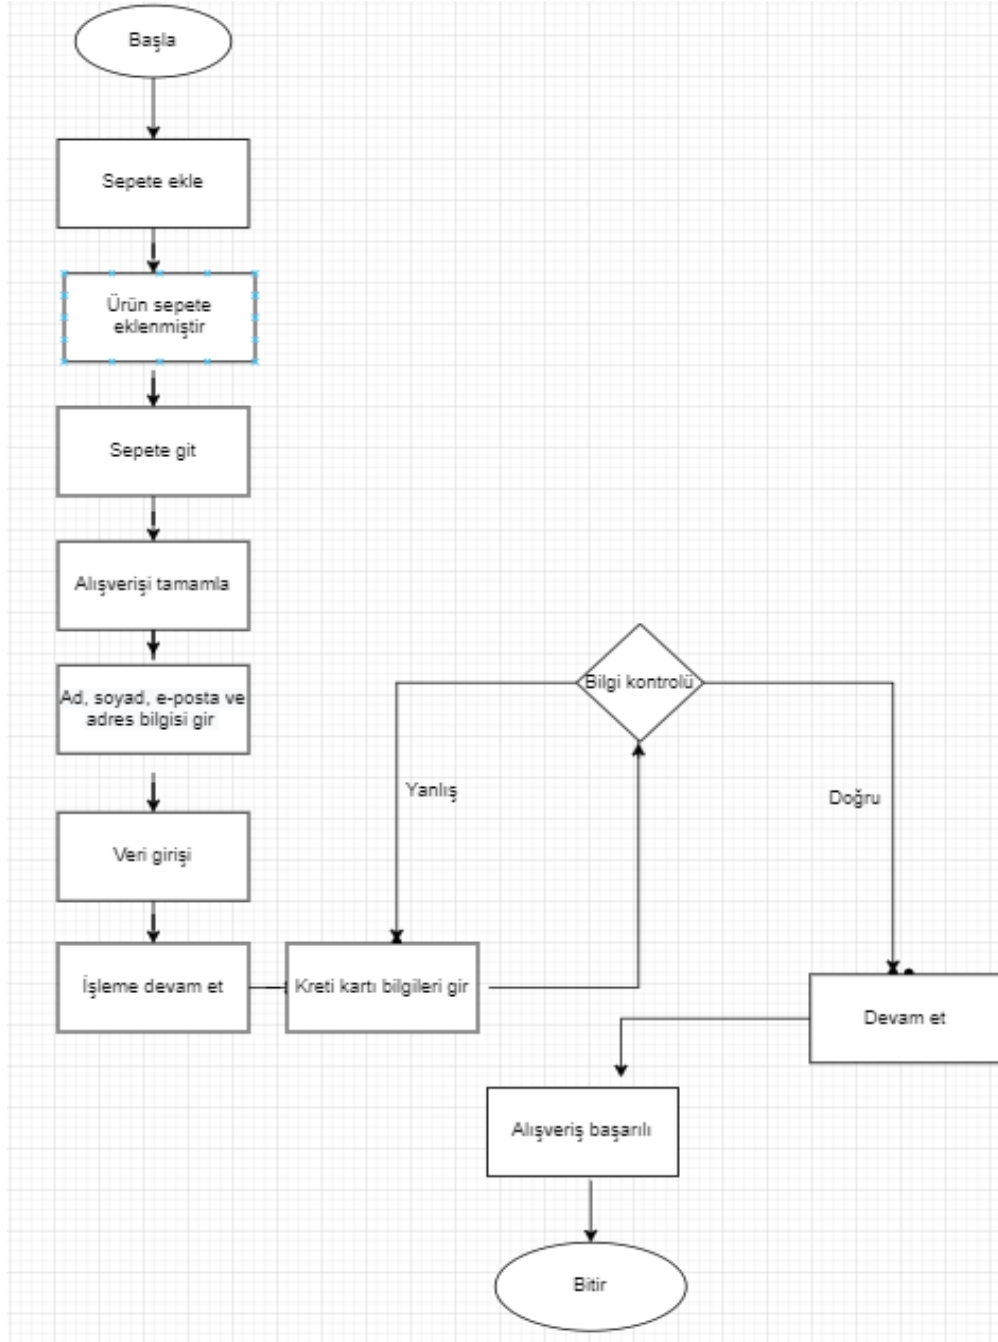 Başla
Sepete ekle
Ürün sepete
eklenmiştir
Sepete git
Alışverişi tamamla
Ad, soyad, e-posta ve
adres bilgisi gir
Veri girişi
İşleme devam et
Kreti kartı bilgileri gir
Bilgi kontrolü
Yanlış
Doğru
Devam et
Alışveriş başarılı
Bitir